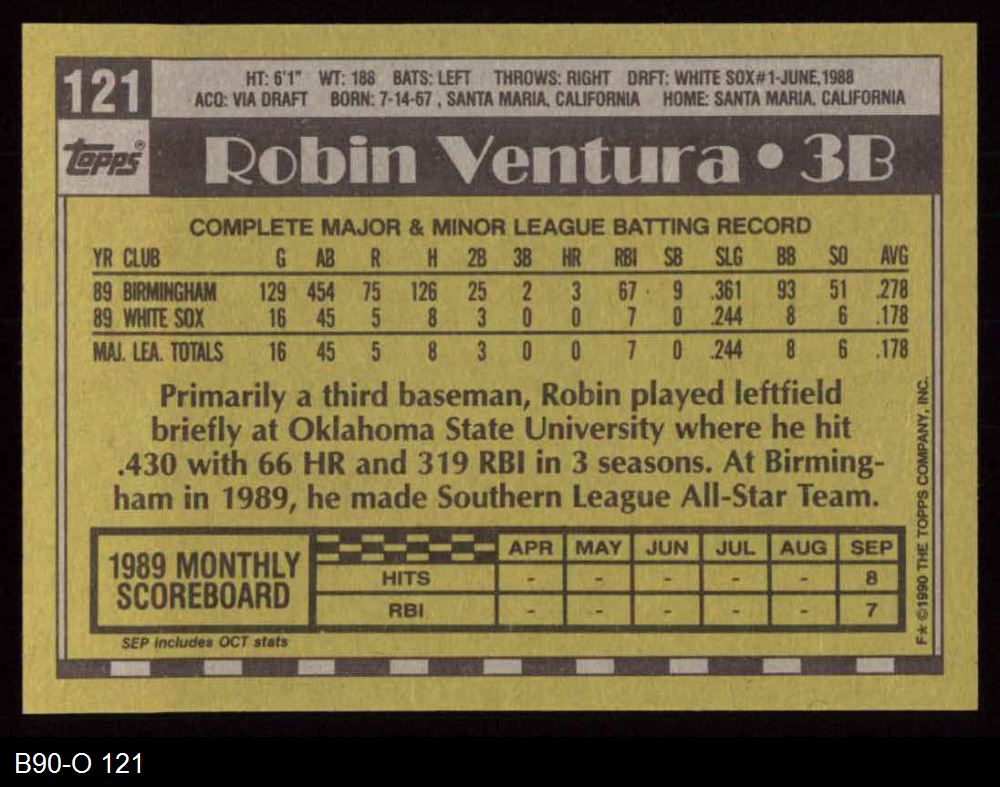 121
HT: 6'1" WT: 188 BATS: LEFT THROWS: RIGHT DRFT: WHITE SOX#1-JUNE,1988
ACQ: VIA DRAFT BORN: 7-14-67 , SANTA MARIA, CALIFORNIA HOME: SANTA MARIA, CALIFORNIA
Topps® Robin Ventura • 3B
COMPLETE MAJOR & MINOR LEAGUE BATTING RECORD
YR CLUB G AB R H 2B 3B HR RBI SB SLG BB SO AVG
89 BIRMINGHAM 129 454 75 126 25 2 3 67 9 .361 93 51 .278
89 WHITE SOX 16 45 5 8 3 0 0 7 0 .244 8 6 .178
MAJ. LEA. TOTALS 16 45 5 8 3 0 0 7 0 .244 8 6 .178
Primarily a third baseman, Robin played leftfield
briefly at Oklahoma State University where he hit
.430 with 66 HR and 319 RBI in 3 seasons. At Birming-
ham in 1989, he made Southern League All-Star Team.
1989 MONTHLY
SCOREBOARD
APR MAY JUN JUL AUG SEP
HITS - - - - - 8
RBI - - - - - 7
SEP includes OCT stats
F★ ©1990 THE TOPPS COMPANY, INC.
B90-O 121